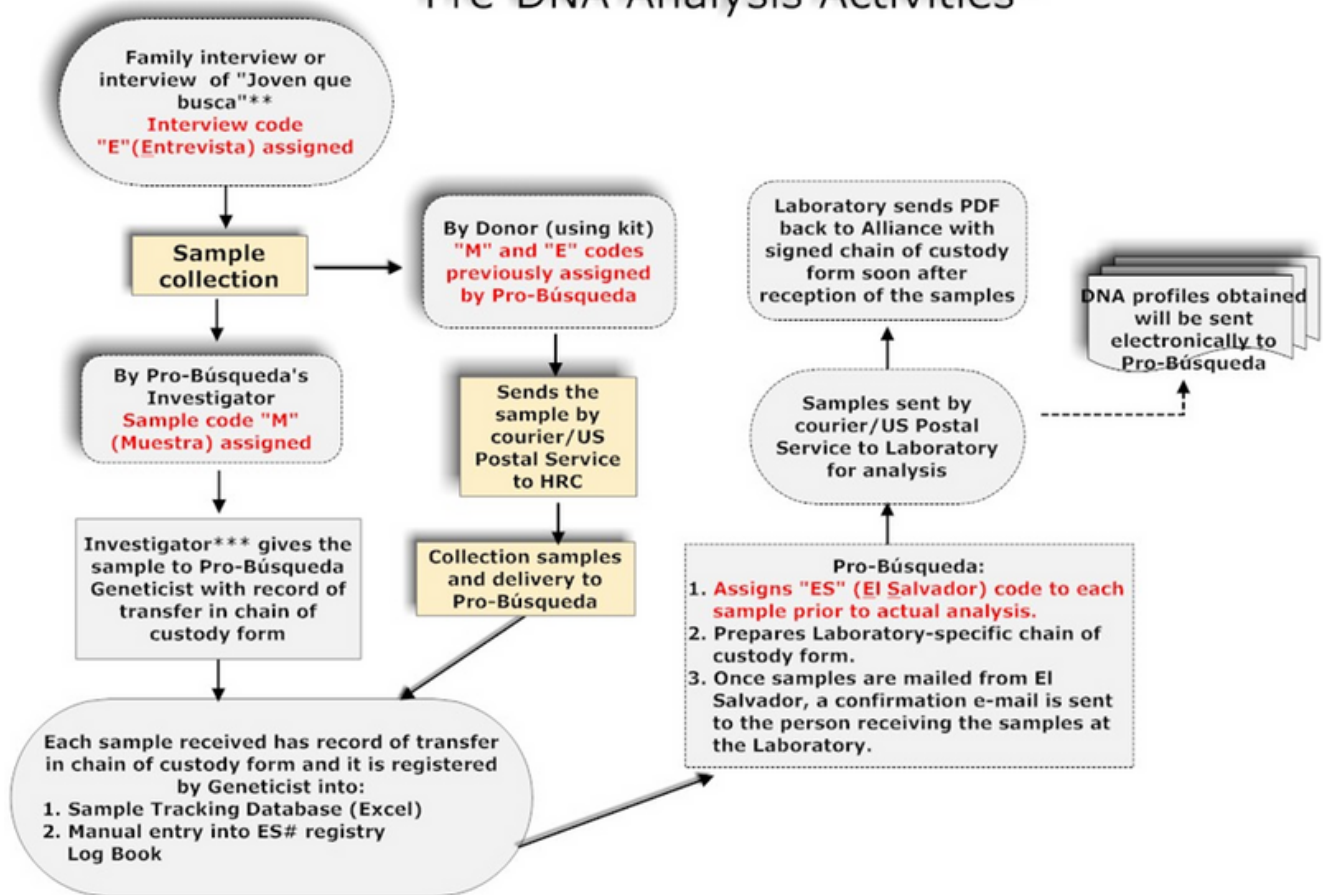 Pre-DNA Analysis Activities
Family interview or
interview of "Joven que
busca"**
Interview code
"E"(Entrevista) assigned
Sample
collection
By Donor (using kit)
"M" and "E" codes
previously assigned
by Pro-Búsqueda
By Pro-Búsqueda's
Investigator
Sample code "M"
(Muestra) assigned
Sends the
sample by
courier/US
Postal Service
to HRC
Investigator*** gives the
sample to Pro-Búsqueda
Geneticist with record of
transfer in chain of
custody form
Collection samples
and delivery to
Pro-Búsqueda
Each sample received has record of transfer
in chain of custody form and it is registered
by Geneticist into:
1. Sample Tracking Database (Excel)
2. Manual entry into ES# registry
Log Book
Pro-Búsqueda:
1. Assigns "ES" (El Salvador) code to each
sample prior to actual analysis.
2. Prepares Laboratory-specific chain of
custody form.
3. Once samples are mailed from El
Salvador, a confirmation e-mail is sent
to the person receiving the samples at
the Laboratory.
Samples sent by
courier/US Postal
Service to Laboratory
for analysis
Laboratory sends PDF
back to Alliance with
signed chain of custody
form soon after
reception of the samples
DNA profiles obtained
will be sent
electronically to
Pro-Búsqueda